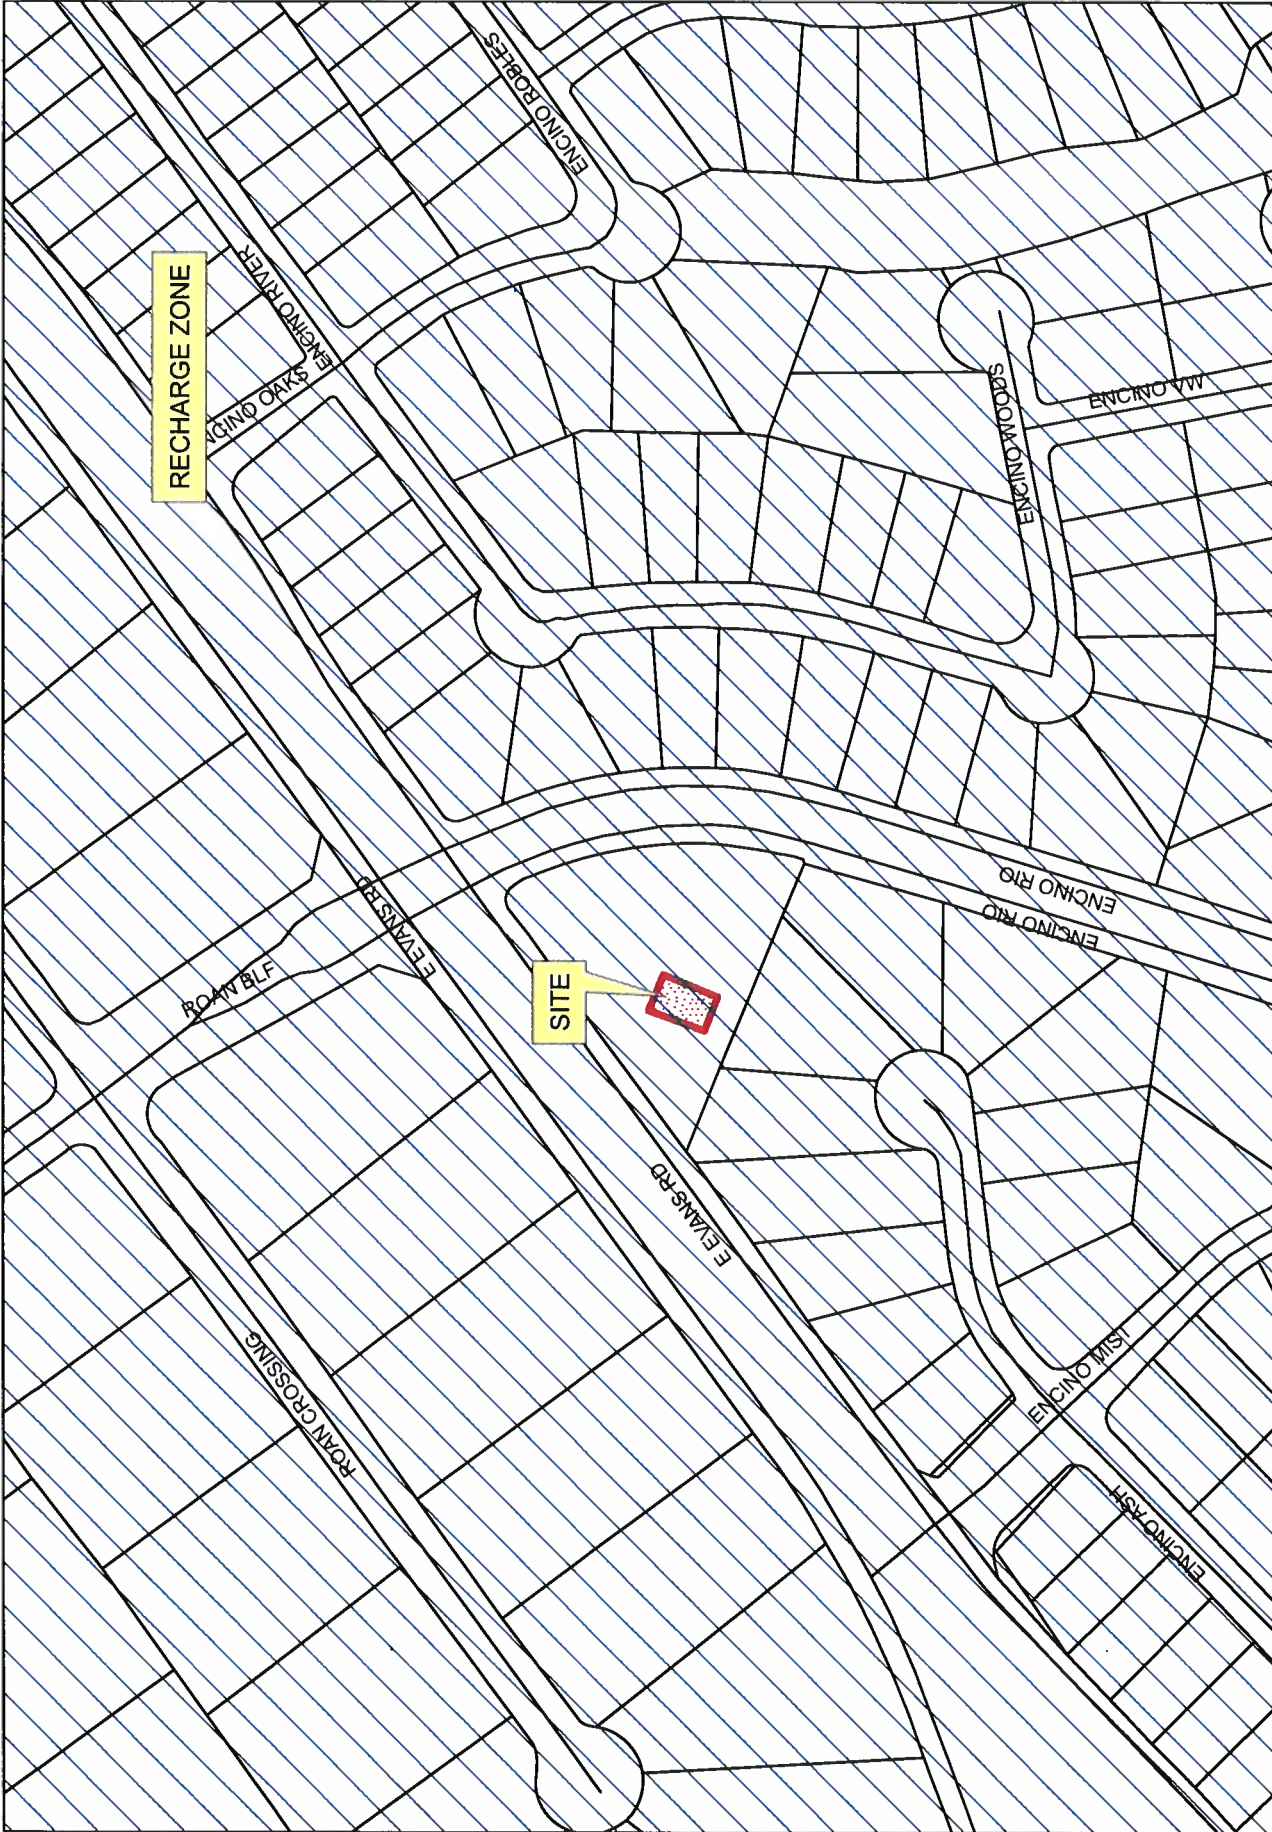 ENCINO ROBLES
RECHARGE ZONE
ENCINO RIVER
NCINO OAKS
ENCINO WOODS
ENCINO VW
ENCINO RIO
ENCINO RIO
E EVANS RD
ROAN BLF
SITE
E EVANS RD
ROAN CROSSING
ENCINO MIST
ENCINO ASH